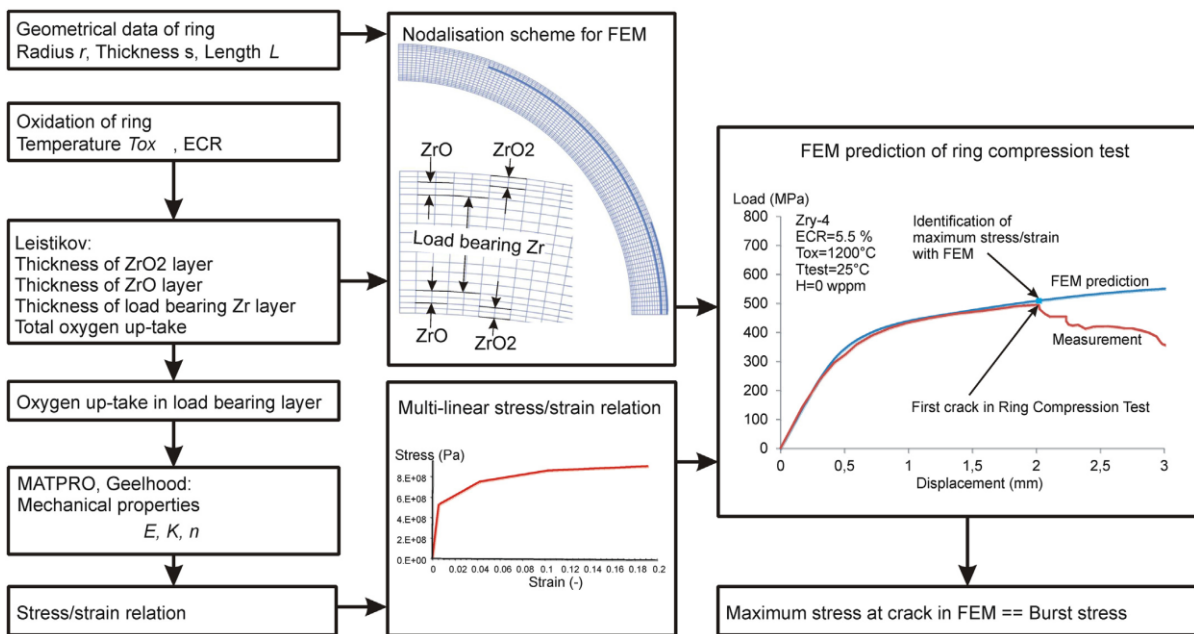 Geometrical data of ring
Radius r, Thickness s, Length L
Oxidation of ring
Temperature Tox , ECR
Leistikov:
Thickness of ZrO2 layer
Thickness of ZrO layer
Thickness of load bearing Zr layer
Total oxygen up-take
Oxygen up-take in load bearing layer
MATPRO, Geelhood:
Mechanical properties
E, K, n
Stress/strain relation
Nodalisation scheme for FEM
ZrO
ZrO2
Load bearing Zr
ZrO
ZrO2
Multi-linear stress/strain relation
Stress (Pa)
8.E+08
6.E+08
4.E+08
2.E+08
0.E+00
0 0.02 0.04 0.06 0.08 0.1 0.12 0.14 0.16 0.18 0.2
Strain (-)
FEM prediction of ring compression test
Load (MPa)
800
700
600
500
400
300
200
100
0
Zry-4
ECR=5.5 %
Tox=1200°C
Ttest=25°C
H=0 wppm
Identification of
maximum stress/strain
with FEM
FEM prediction
Measurement
First crack in Ring Compression Test
0 0,5 1 1,5 2 2,5 3
Displacement (mm)
Maximum stress at crack in FEM == Burst stress